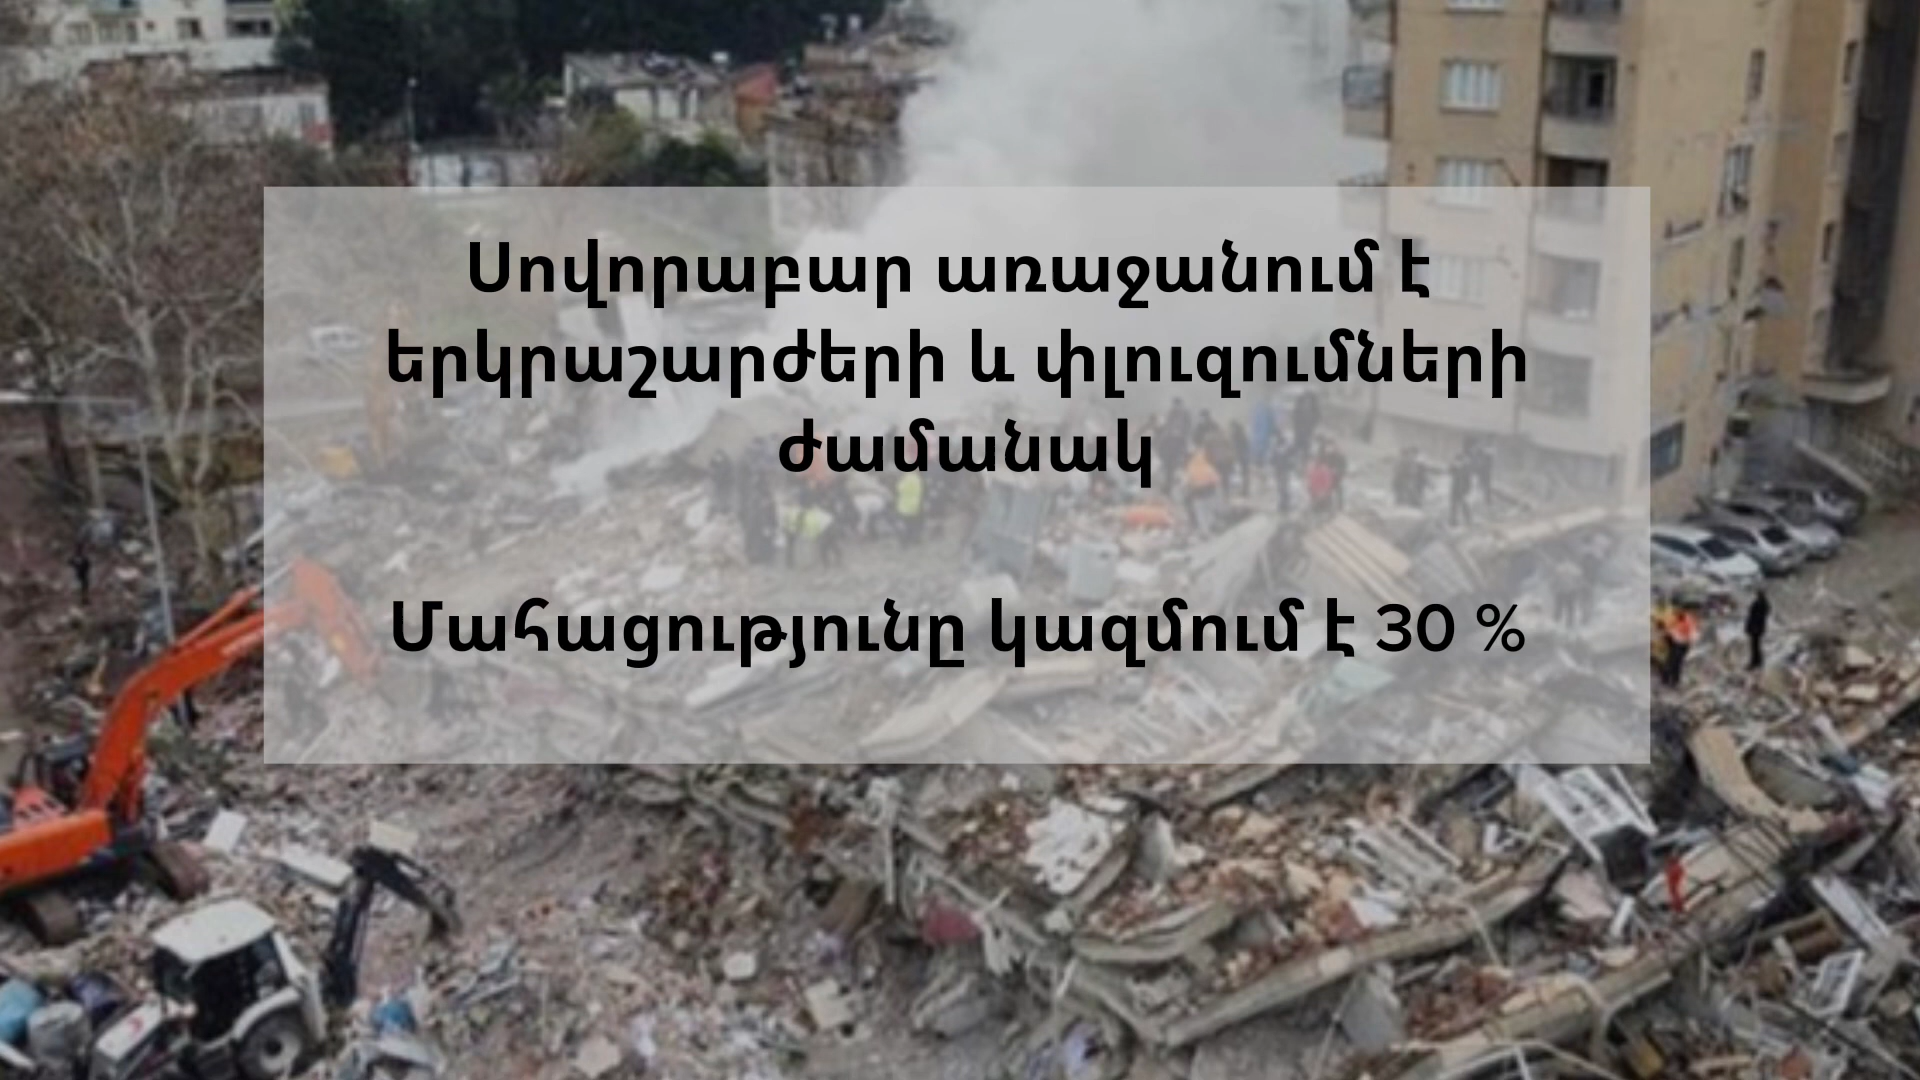 Սովորաբար առաջանում է
երկրաշարժերի և փլուզումների
ժամանակ
Մահացությունը կազմում է 30 %